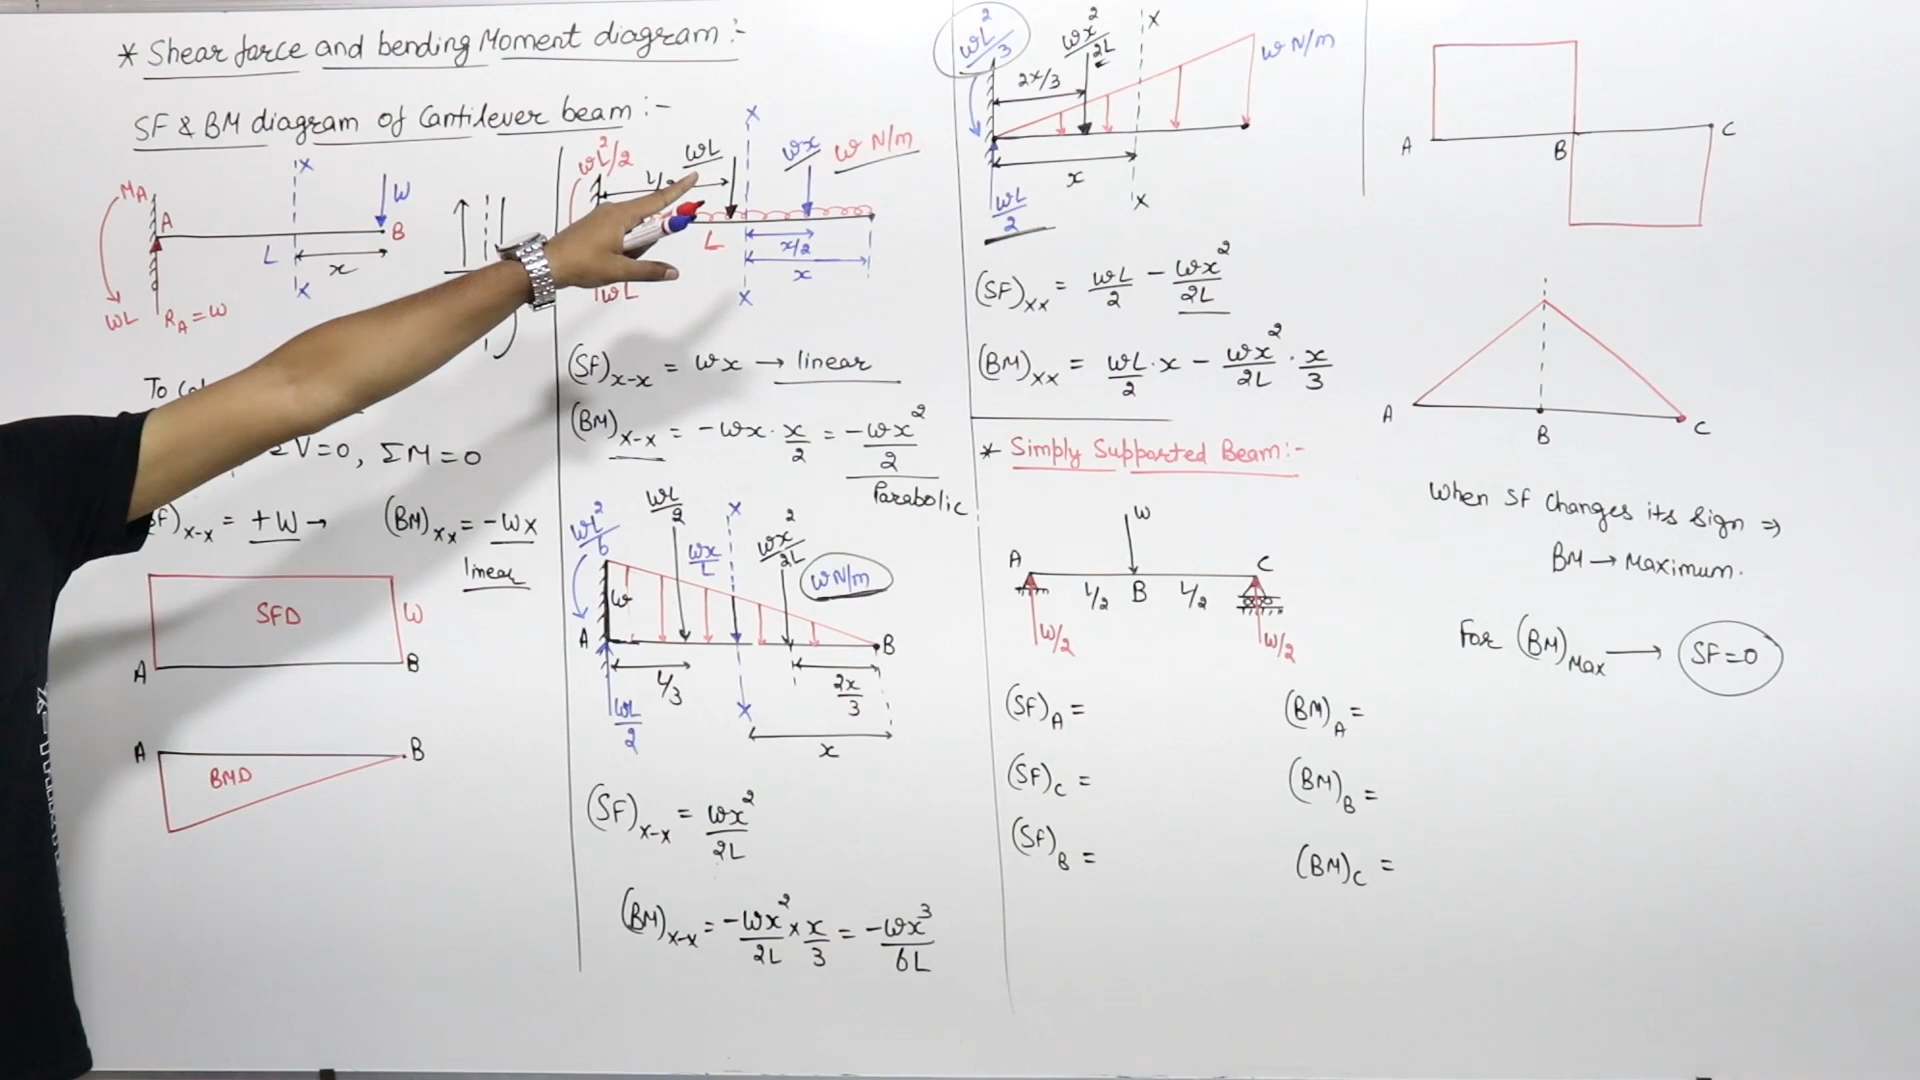 * Shear force and bending Moment diagram :-
SF & BM diagram of Cantilever beam :-
MA
A
x
W
B
L
x
x
WL
RA = W
To
ΣV=0, ΣM=0
SF)x-x = +W → (BM)xx = -Wx
linear
SFD
W
A
B
A
B
BMD
wL²/2
wL
wx
w N/m
x
L
x/2
x
x
wL
(SF)x-x = wx → linear
(BM)x-x = -wx · x/2 = -wx²/2
Parabolic
wL²/6
wL/2
x
wx/L
wx²/2L
w N/m
w
A
B
L/3
2x/3
wL/2
x
x
(SF)x-x = wx²/2L
(BM)x-x = -wx²/2L × x/3 = -wx³/6L
wL²/3
wx²/2L
x
w N/m
2x/3
x
x
wL/2
(SF)xx = wL/2 - wx²/2L
(BM)xx = wL/2 · x - wx²/2L · x/3
* Simply Supported Beam :-
W
A
C
L/2 B L/2
W/2
W/2
(SF)A =
(BM)A =
(SF)C =
(BM)B =
(SF)B =
(BM)C =
A
B
C
A
B
C
When SF Changes its Sign ⇒
BM → Maximum.
For (BM)Max → SF=0